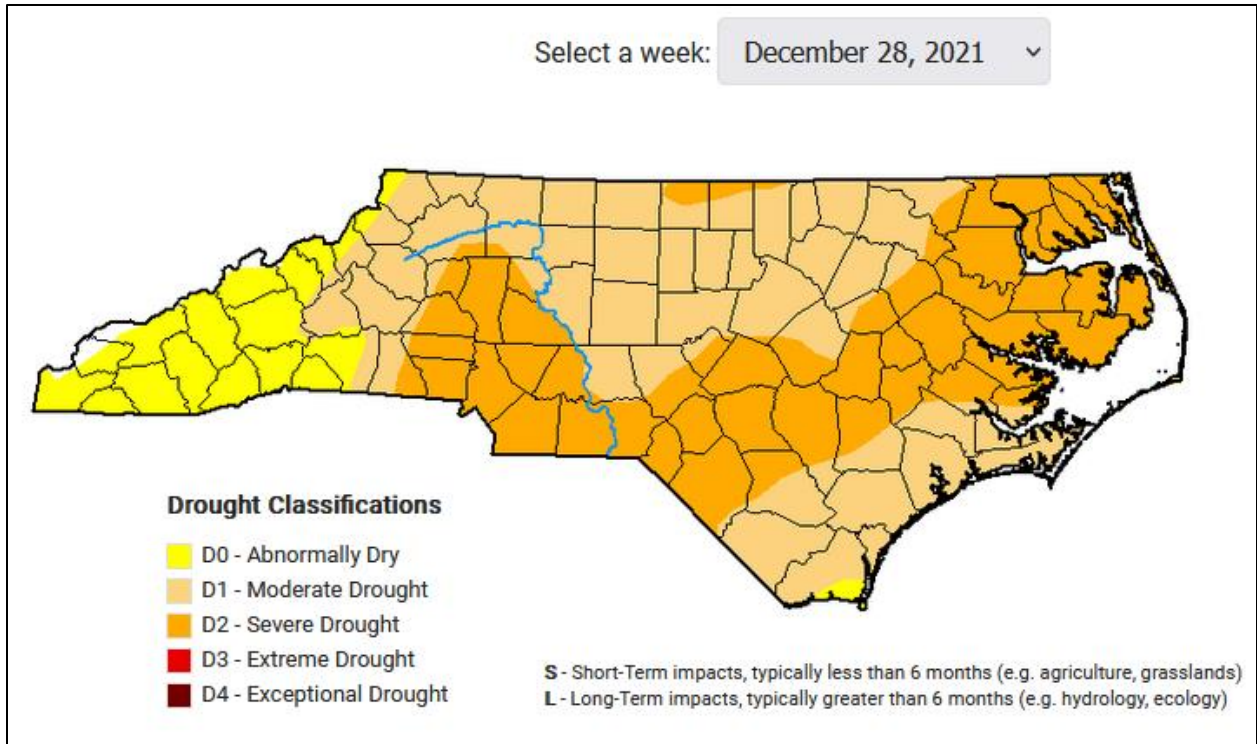 Select a week: December 28, 2021
Drought Classifications
D0 - Abnormally Dry
D1 - Moderate Drought
D2 - Severe Drought
D3 - Extreme Drought
D4 - Exceptional Drought
S - Short-Term impacts, typically less than 6 months (e.g. agriculture, grasslands)
L - Long-Term impacts, typically greater than 6 months (e.g. hydrology, ecology)